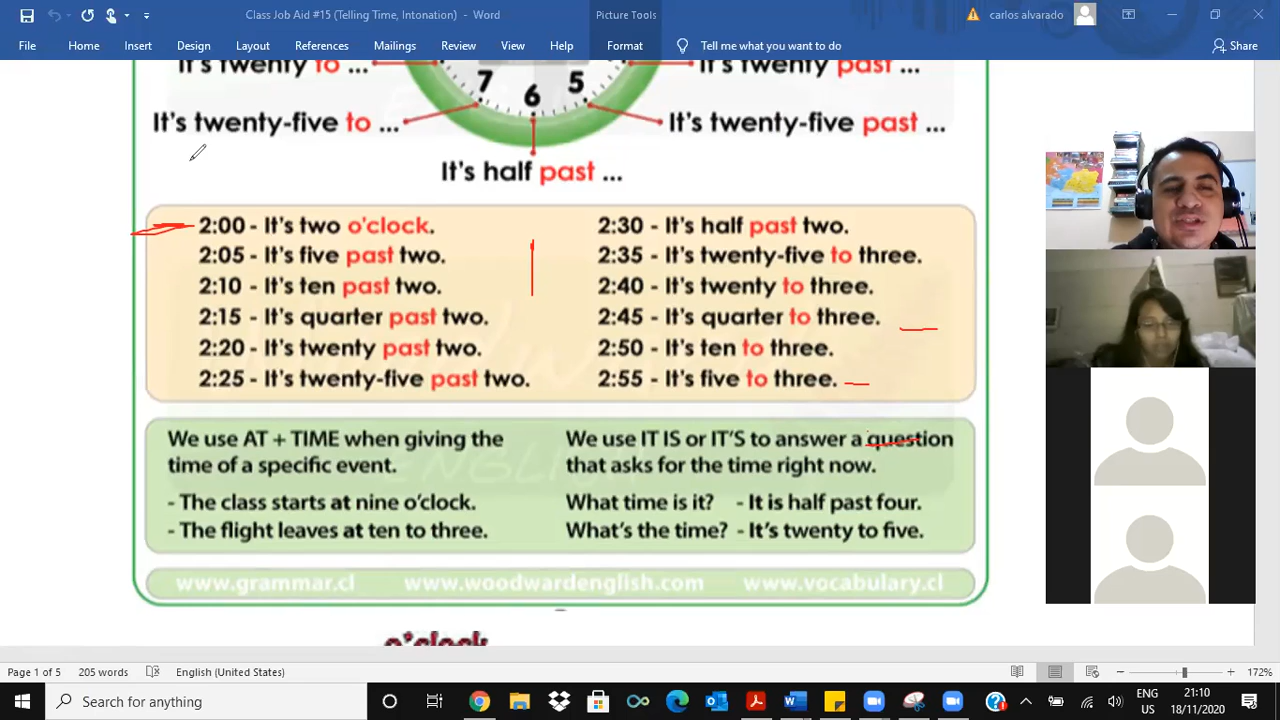 Class Job Aid #15 (Telling Time, Intonation) - Word
Picture Tools
carlos alvarado
File Home Insert Design Layout References Mailings Review View Help Format Tell me what you want to do Share
It's twenty to ... It's twenty past ...
7 6 5
It's twenty-five to ... It's twenty-five past ...
It's half past ...
2:00 - It's two o'clock.
2:05 - It's five past two.
2:10 - It's ten past two.
2:15 - It's quarter past two.
2:20 - It's twenty past two.
2:25 - It's twenty-five past two.
2:30 - It's half past two.
2:35 - It's twenty-five to three.
2:40 - It's twenty to three.
2:45 - It's quarter to three.
2:50 - It's ten to three.
2:55 - It's five to three.
We use AT + TIME when giving the
time of a specific event.
- The class starts at nine o'clock.
- The flight leaves at ten to three.
We use IT IS or IT'S to answer a question
that asks for the time right now.
What time is it? - It is half past four.
What's the time? - It's twenty to five.
www.grammar.cl www.woodwardenglish.com www.vocabulary.cl
o'clock
Page 1 of 5 205 words English (United States) 172%
Search for anything
ENG
US
21:10
18/11/2020